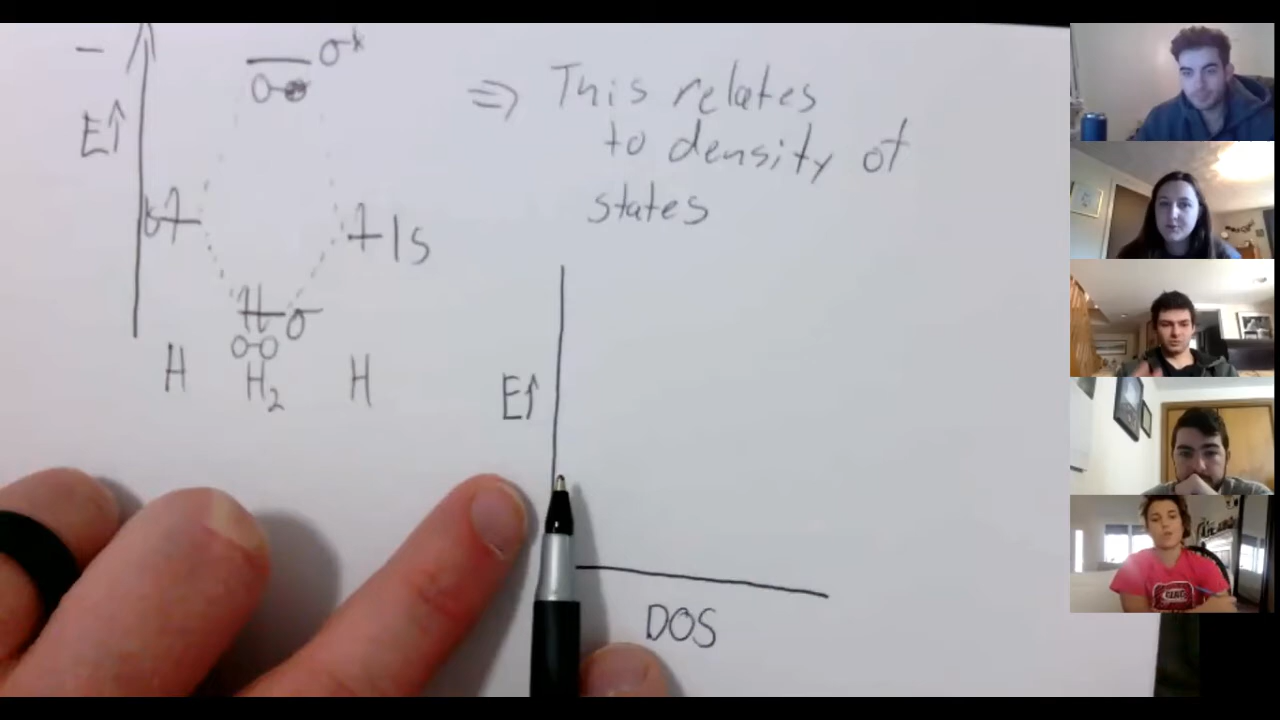 σ*
E↑
1s
σ
H H₂ H
⇒ This relates
to density of
states
E↑
DOS